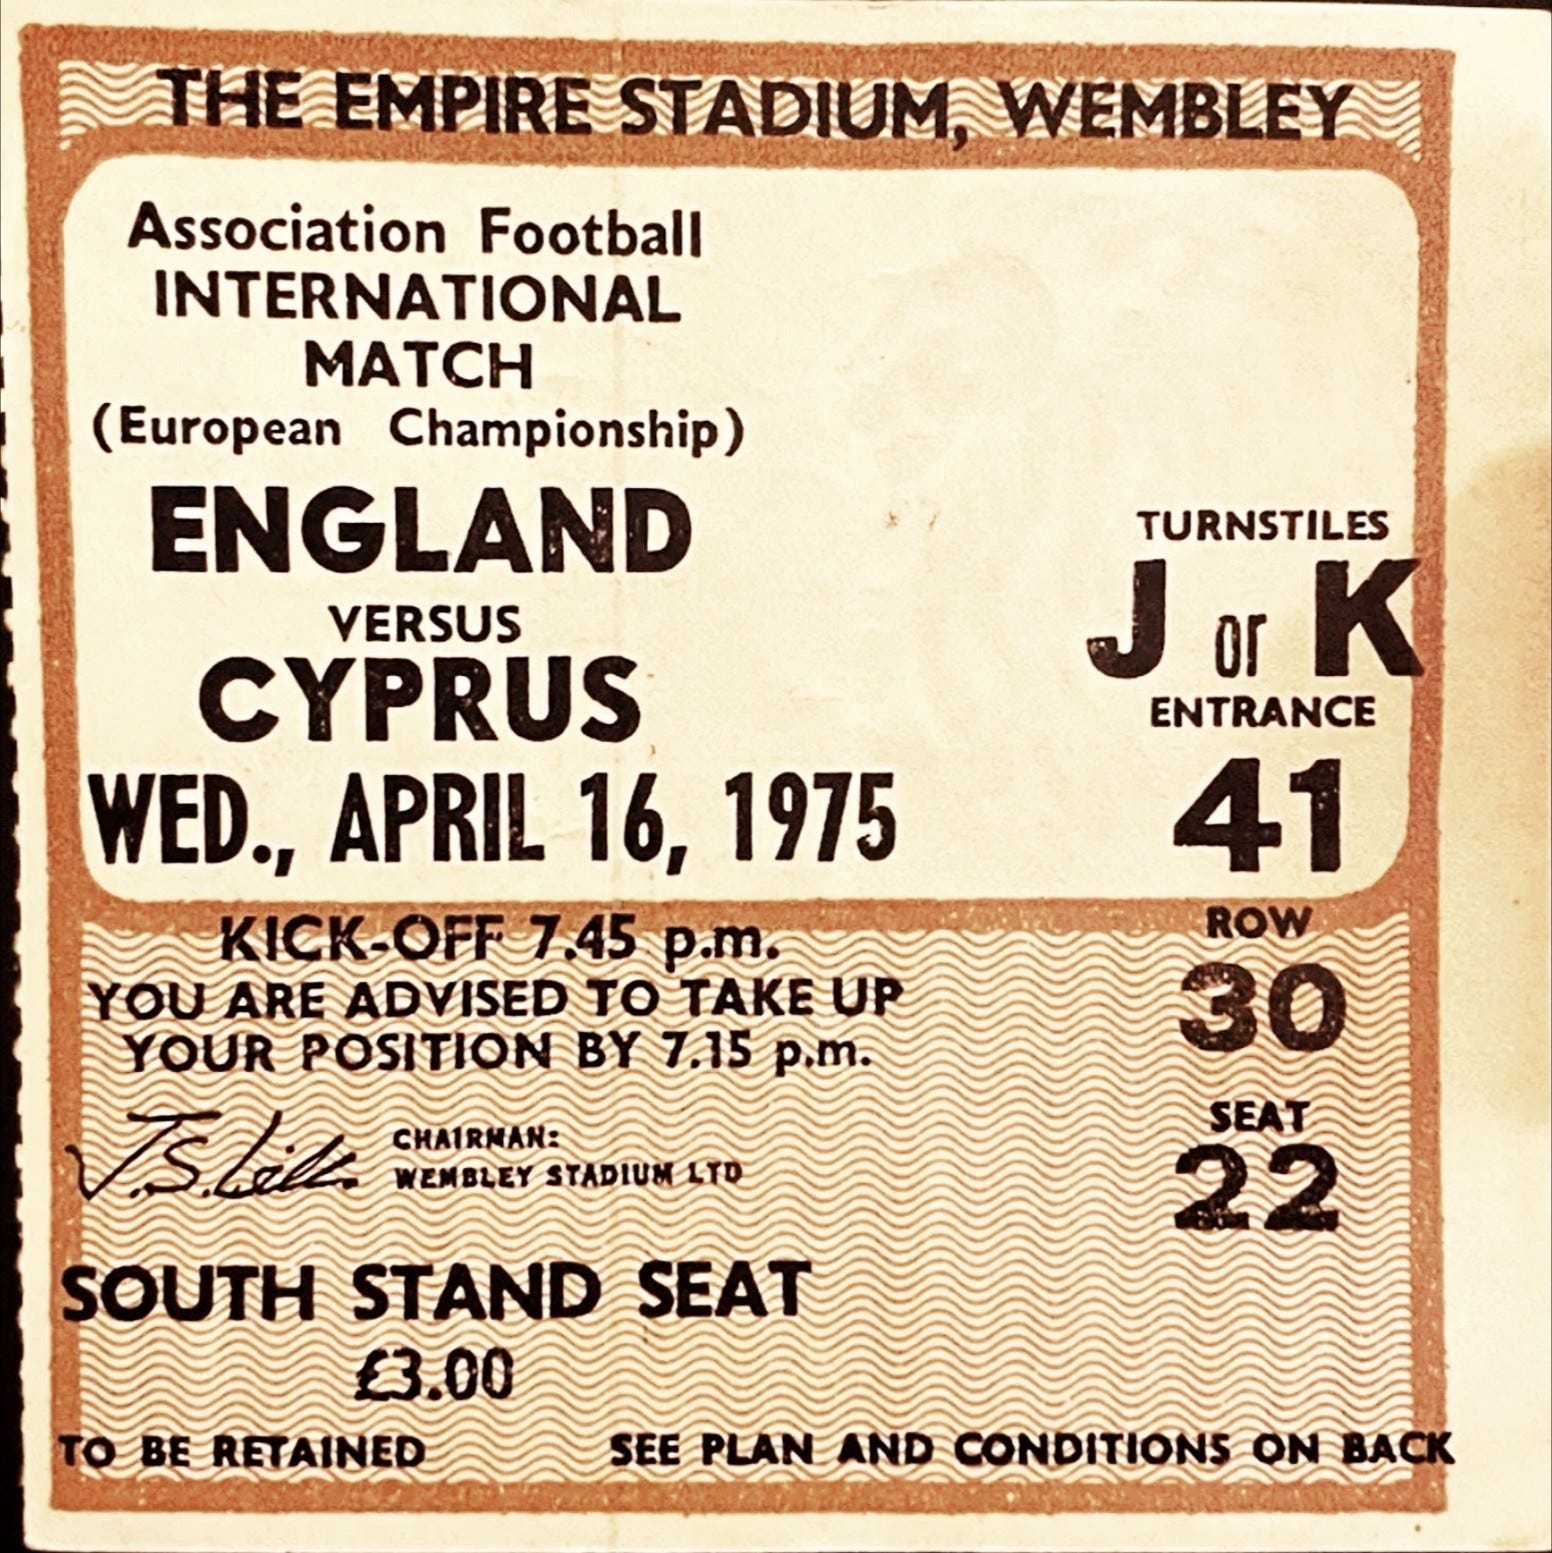 THE EMPIRE STADIUM, WEMBLEY
Association Football
INTERNATIONAL
MATCH
(European Championship)
ENGLAND
VERSUS
CYPRUS
WED., APRIL 16, 1975
TURNSTILES
J or K
ENTRANCE
41
KICK-OFF 7.45 p.m.
YOU ARE ADVISED TO TAKE UP
YOUR POSITION BY 7.15 p.m.
ROW
30
CHAIRMAN:
WEMBLEY STADIUM LTD
SEAT
22
SOUTH STAND SEAT
£3.00
TO BE RETAINED
SEE PLAN AND CONDITIONS ON BACK